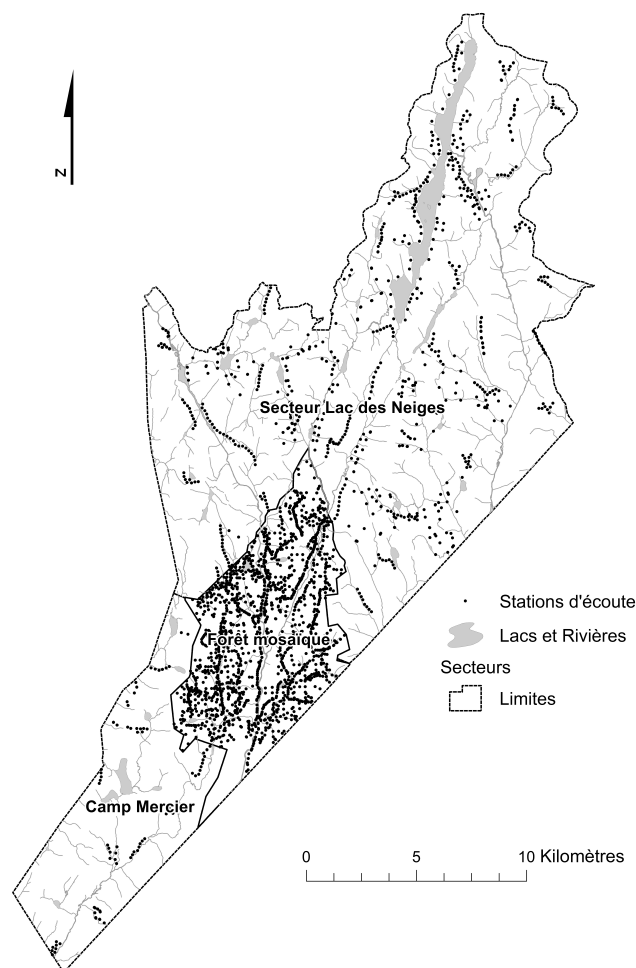 N
Secteur Lac des Neiges
Stations d'écoute
Lacs et Rivières
Forêt mosaïque
Secteurs
Limites
Camp Mercier
0 5 10 Kilomètres